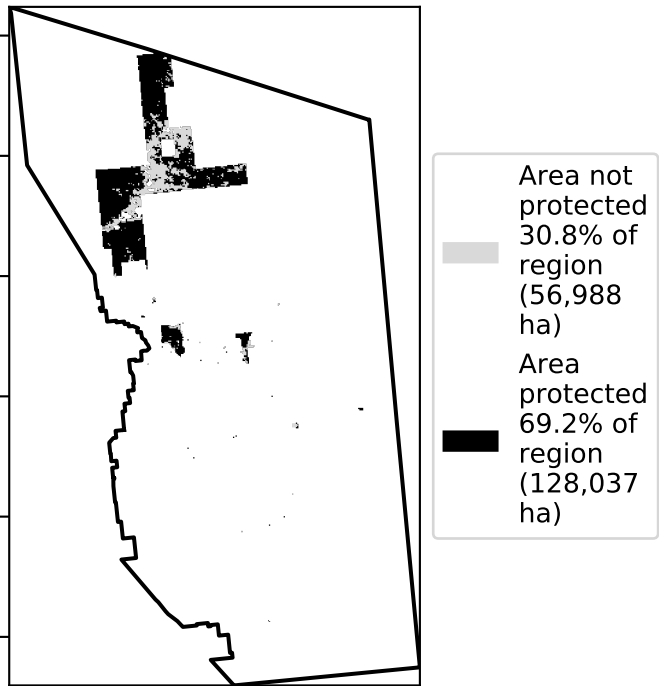 Area not
protected
30.8% of
region
(56,988
ha)
Area
protected
69.2% of
region
(128,037
ha)